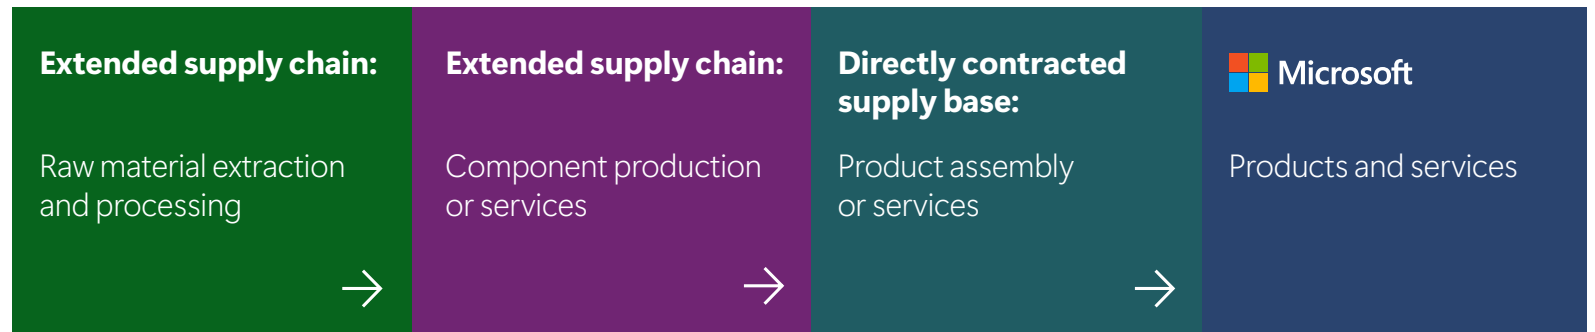 Extended supply chain:
Raw material extraction
and processing
Extended supply chain:
Component production
or services
Directly contracted
supply base:
Product assembly
or services
Microsoft
Products and services